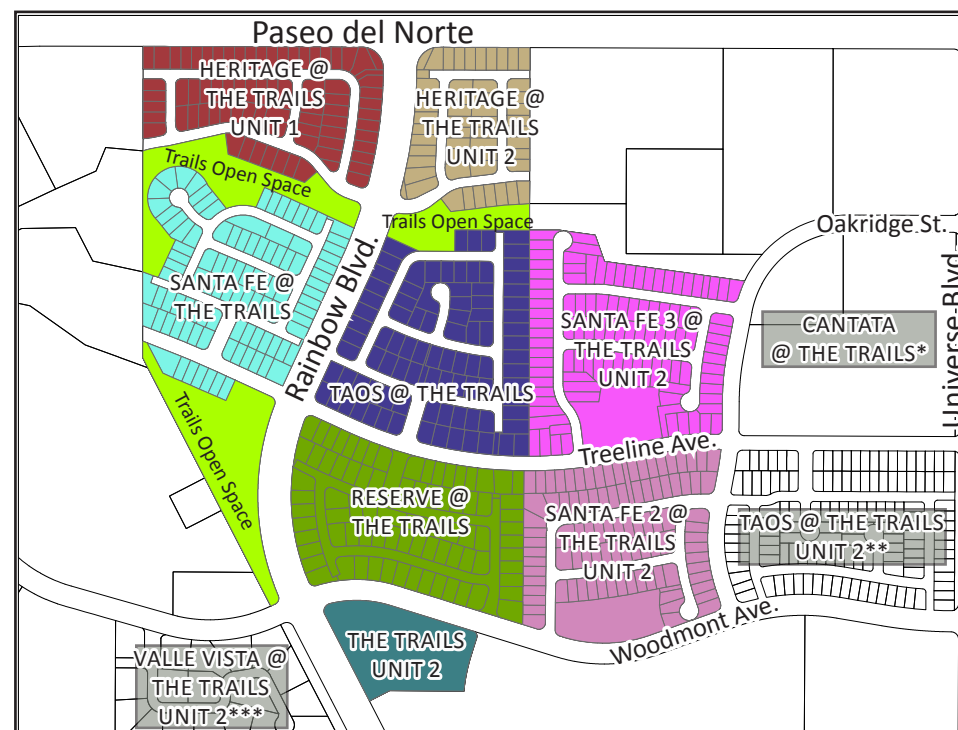 Paseo del Norte
HERITAGE @
THE TRAILS
UNIT 1
HERITAGE @
THE TRAILS
UNIT 2
Trails Open Space
Trails Open Space
Oakridge St.
Universe Blvd.
SANTA FE @
THE TRAILS
Rainbow Blvd.
SANTA FE 3 @
THE TRAILS
UNIT 2
CANTATA
@ THE TRAILS*
TAOS @ THE TRAILS
Trails Open Space
Treeline Ave.
RESERVE @
THE TRAILS
SANTA FE 2 @
THE TRAILS
UNIT 2
TAOS @ THE TRAILS
UNIT 2**
Woodmont Ave.
THE TRAILS
UNIT 2
VALLE VISTA @
THE TRAILS
UNIT 2***